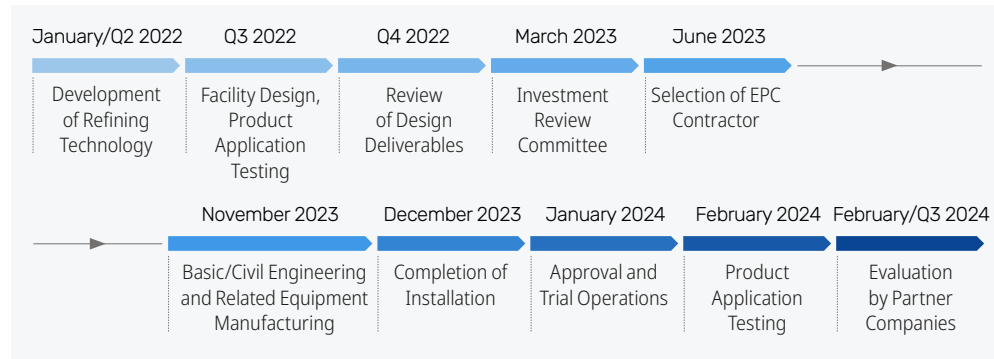 January/Q2 2022
Q3 2022
Q4 2022
March 2023
June 2023
Development
of Refining
Technology
Facility Design,
Product
Application
Testing
Review
of Design
Deliverables
Investment
Review
Committee
Selection of EPC
Contractor
November 2023
December 2023
January 2024
February 2024
February/Q3 2024
Basic/Civil Engineering
and Related Equipment
Manufacturing
Completion of
Installation
Approval and
Trial Operations
Product
Application
Testing
Evaluation
by Partner
Companies